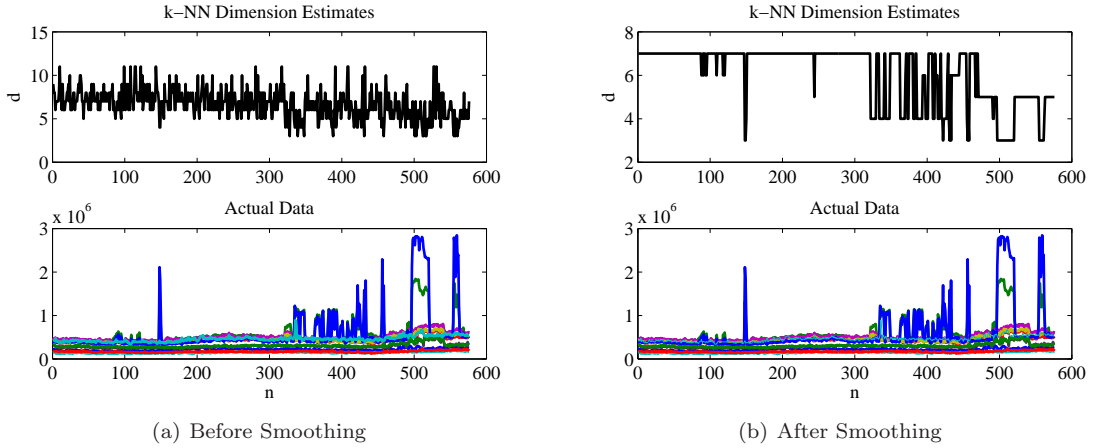 k−NN Dimension Estimates
15
10
5
0
d
0 100 200 300 400 500 600
x 10^6
Actual Data
3
2
1
0
0 100 200 300 400 500 600
n
(a) Before Smoothing
k−NN Dimension Estimates
8
6
4
2
d
0 100 200 300 400 500 600
x 10^6
Actual Data
3
2
1
0
0 100 200 300 400 500 600
n
(b) After Smoothing